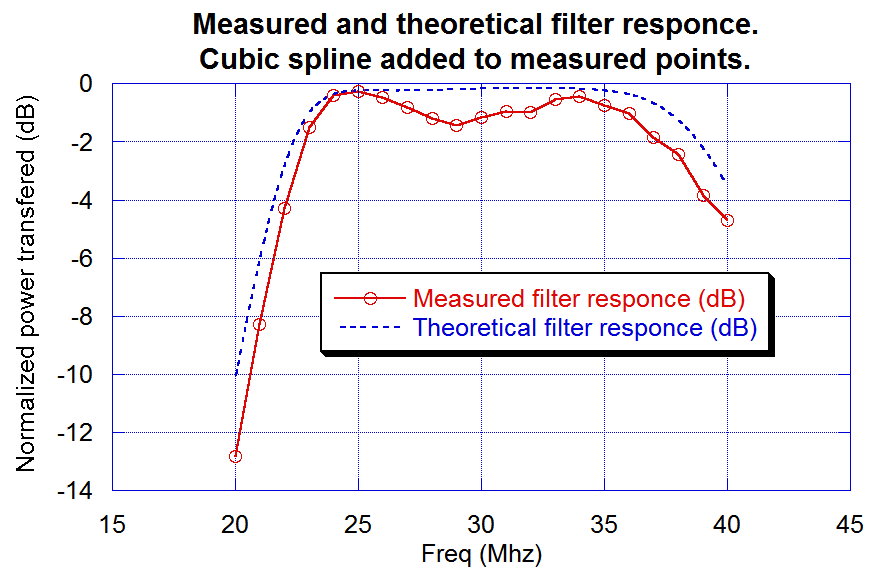 Measured and theoretical filter responce.
Cubic spline added to measured points.
Normalized power transfered (dB)
0
-2
-4
-6
-8
-10
-12
-14
Measured filter responce (dB)
Theoretical filter responce (dB)
15 20 25 30 35 40 45
Freq (Mhz)